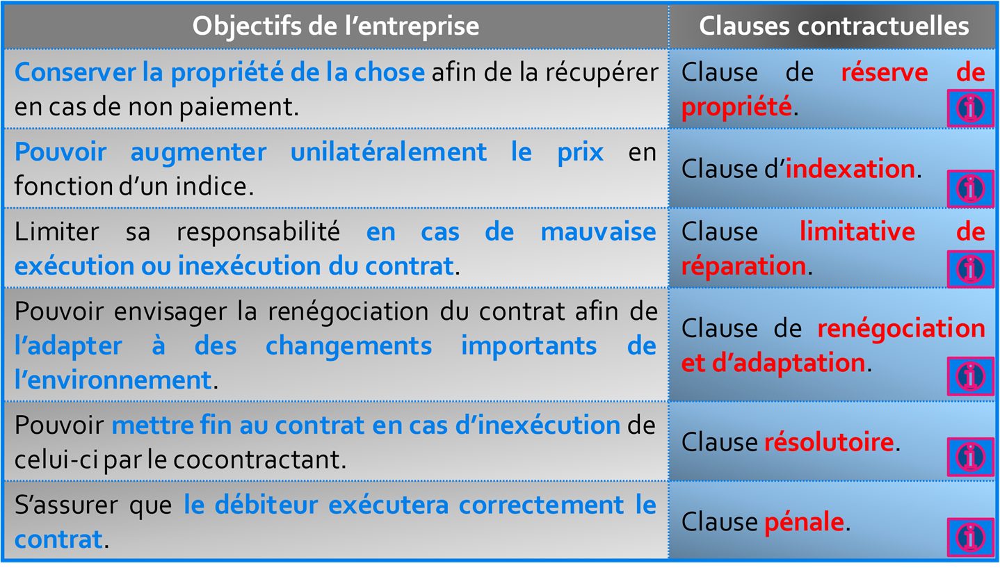 Objectifs de l’entreprise
Clauses contractuelles
Conserver la propriété de la chose afin de la récupérer
en cas de non paiement.
Clause de réserve de
propriété.
Pouvoir augmenter unilatéralement le prix en
fonction d’un indice.
Clause d’indexation.
Limiter sa responsabilité en cas de mauvaise
exécution ou inexécution du contrat.
Clause limitative de
réparation.
Pouvoir envisager la renégociation du contrat afin de
l’adapter à des changements importants de
l’environnement.
Clause de renégociation
et d’adaptation.
Pouvoir mettre fin au contrat en cas d’inexécution de
celui-ci par le cocontractant.
Clause résolutoire.
S’assurer que le débiteur exécutera correctement le
contrat.
Clause pénale.